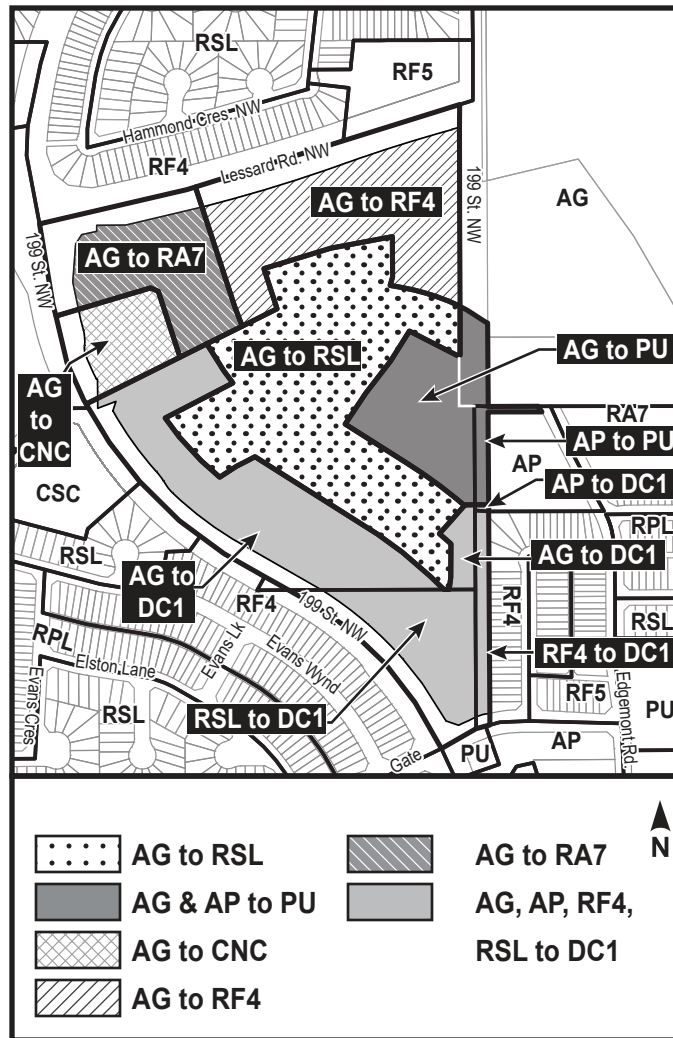 RSL
RF5
Hammond Cres. NW
RF4
Lessard Rd. NW
199 St. NW
AG
AG to RF4
199 St. NW
AG to RA7
AG to RSL
AG to PU
AG
to
CNC
RA7
AP to PU
AP
AP to DC1
CSC
RPL
RSL
AG to
DC1
AG to DC1
RF4
199 St. NW
RF4
RSL
RPL
Evans Lk
Evans Wynd
Elston Lane
RF4 to DC1
Evans Cres
RSL
RSL to DC1
RF5
Edgemont Rd.
PU
Gate
PU
AP
N
AG to RSL
AG to RA7
AG & AP to PU
AG, AP, RF4,
RSL to DC1
AG to CNC
AG to RF4